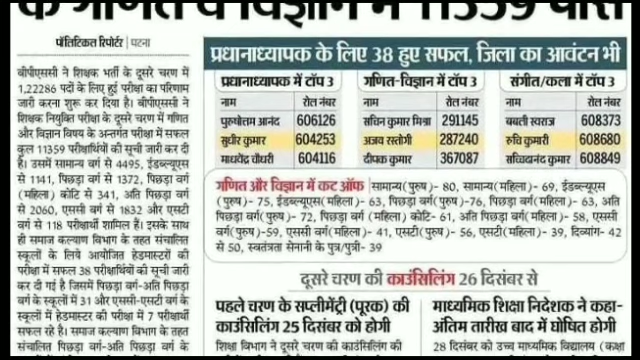 के गणित व विज्ञान में 11359 पास
पॉलिटिकल रिपोर्टर | पटना
बीपीएससी ने शिक्षक भर्ती के दूसरे चरण में
1,22286 पदों के लिए हुई परीक्षा का परिणाम
जारी करना शुरू कर दिया है। बीपीएससी ने
शिक्षक नियुक्ति परीक्षा के दूसरे चरण में गणित
और विज्ञान विषय के अन्तर्गत परीक्षा में सफल
कुल 11359 परीक्षार्थियों की सूची जारी कर दी
है। उसमें सामान्य वर्ग से 4495, ईडब्ल्यूएस
से 1141, पिछड़ा वर्ग से 1372, पिछड़ा वर्ग
(महिला) कोटि से 341, अति पिछड़ा वर्ग
से 2060, एससी वर्ग से 1832 और एसटी
वर्ग से 118 परीक्षार्थी शामिल हैं। इसके साथ
ही समाज कल्याण विभाग के तहत संचालित
स्कूलों के लिये आयोजित हेडमास्टरों की
परीक्षा में सफल 38 परीक्षार्थियों की सूची जारी
कर दी गई है जिसमें पिछड़ा वर्ग-अति पिछड़ा
वर्ग के स्कूलों में 31 और एससी-एसटी वर्ग के
स्कूलों में हेडमास्टर की परीक्षा में 7 परीक्षार्थी
सफल रहे हैं। समाज कल्याण विभाग के तहत
संचालित पिछड़ा वर्ग-अति पिछड़ा वर्ग के
प्रधानाध्यापक के लिए 38 हुए सफल, जिला का आवंटन भी
प्रधानाध्यापक में टॉप 3
नाम रोल नंबर
पुरुषोत्तम आनंद 606126
सुधीर कुमार 604253
माधवेंद्र चौधरी 604116
गणित-विज्ञान में टॉप 3
नाम रोल नंबर
सचिन कुमार मिश्रा 291145
अजय रस्तोगी 287240
दीपक कुमार 367087
संगीत/कला में टॉप 3
नाम रोल नंबर
बबली स्वराज 608373
रुचि कुमारी 608680
सच्चिदानंद कुमार 608849
गणित और विज्ञान में कट ऑफ सामान्य (पुरुष)- 80, सामान्य(महिला)- 69, ईडब्ल्यूएस
(पुरुष)- 75, ईडब्ल्यूएस(महिला)- 63, पिछड़ा वर्ग(पुरुष) -76, पिछड़ा वर्ग(महिला)- 63, अति
पिछड़ा वर्ग(पुरुष)- 72, पिछड़ा वर्ग (महिला) कोटि- 61, अति पिछड़ा वर्ग(महिला)- 58, एससी
वर्ग(पुरुष)-59, एससी वर्ग(महिला)- 41, एसटी(पुरुष)- 56, एसटी(महिला)- 39, दिव्यांग- 42
से 50, स्वतंत्रता सेनानी के पुत्र/पुत्री- 39
दूसरे चरण की काउंसिलिंग 26 दिसंबर से
पहले चरण के सप्लीमेंट्री (पूरक) की
काउंसिलिंग 25 दिसंबर को होगी
शिक्षा विभाग ने दूसरे चरण की काउंसिलिंग की
माध्यमिक शिक्षा निदेशक ने कहा-
अंतिम तारीख बाद में घोषित होगी
28 दिसंबर को उच्च माध्यमिक विद्यालय (कक्षा